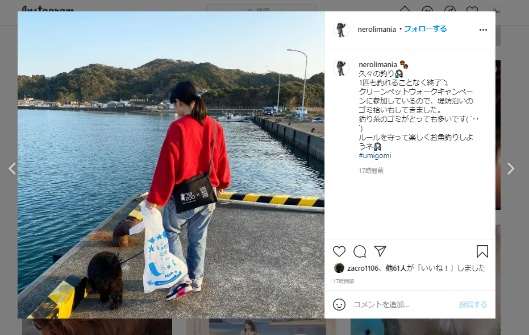 Instagram
nerolimania • フォローする
nerolimania
久々の釣り
1匹も釣れることなく終了
クリーンペットウォークキャンペー
ンに参加しているので、堤防沿いの
ゴミ拾いもしてきました。
釣り糸のゴミがとっても多いです(
)
ルールを守って楽しくお魚釣りしよ
うネ
#umigomi
17時間前
zacro1106、他61人が「いいね！」しました
17時間前
コメントを追加...
投稿する